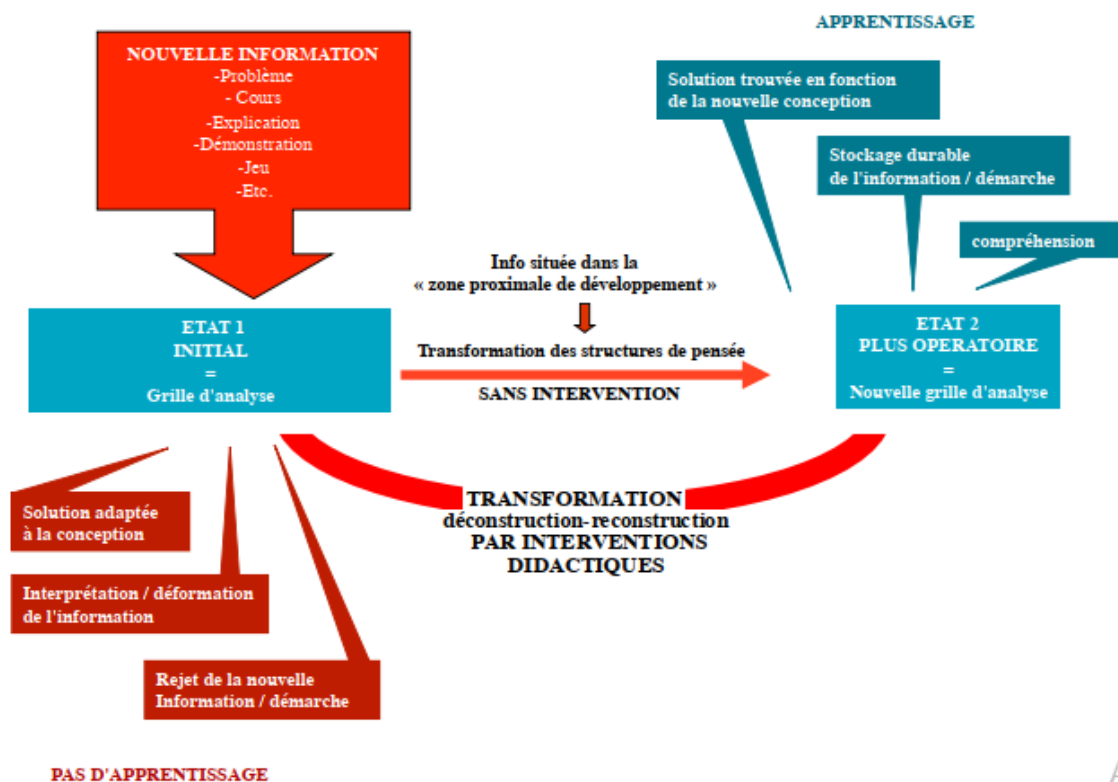 APPRENTISSAGE
NOUVELLE INFORMATION
-Problème
- Cours
-Explication
-Démonstration
-Jeu
-Etc.
Solution trouvée en fonction
de la nouvelle conception
Stockage durable
de l'information / démarche
compréhension
Info située dans la
« zone proximale de développement »
ETAT 1
INITIAL
=
Grille d'analyse
Transformation des structures de pensée
SANS INTERVENTION
ETAT 2
PLUS OPERATOIRE
=
Nouvelle grille d'analyse
TRANSFORMATION
déconstruction-reconstruction
PAR INTERVENTIONS
DIDACTIQUES
Solution adaptée
à la conception
Interprétation / déformation
de l'information
Rejet de la nouvelle
Information / démarche
PAS D'APPRENTISSAGE